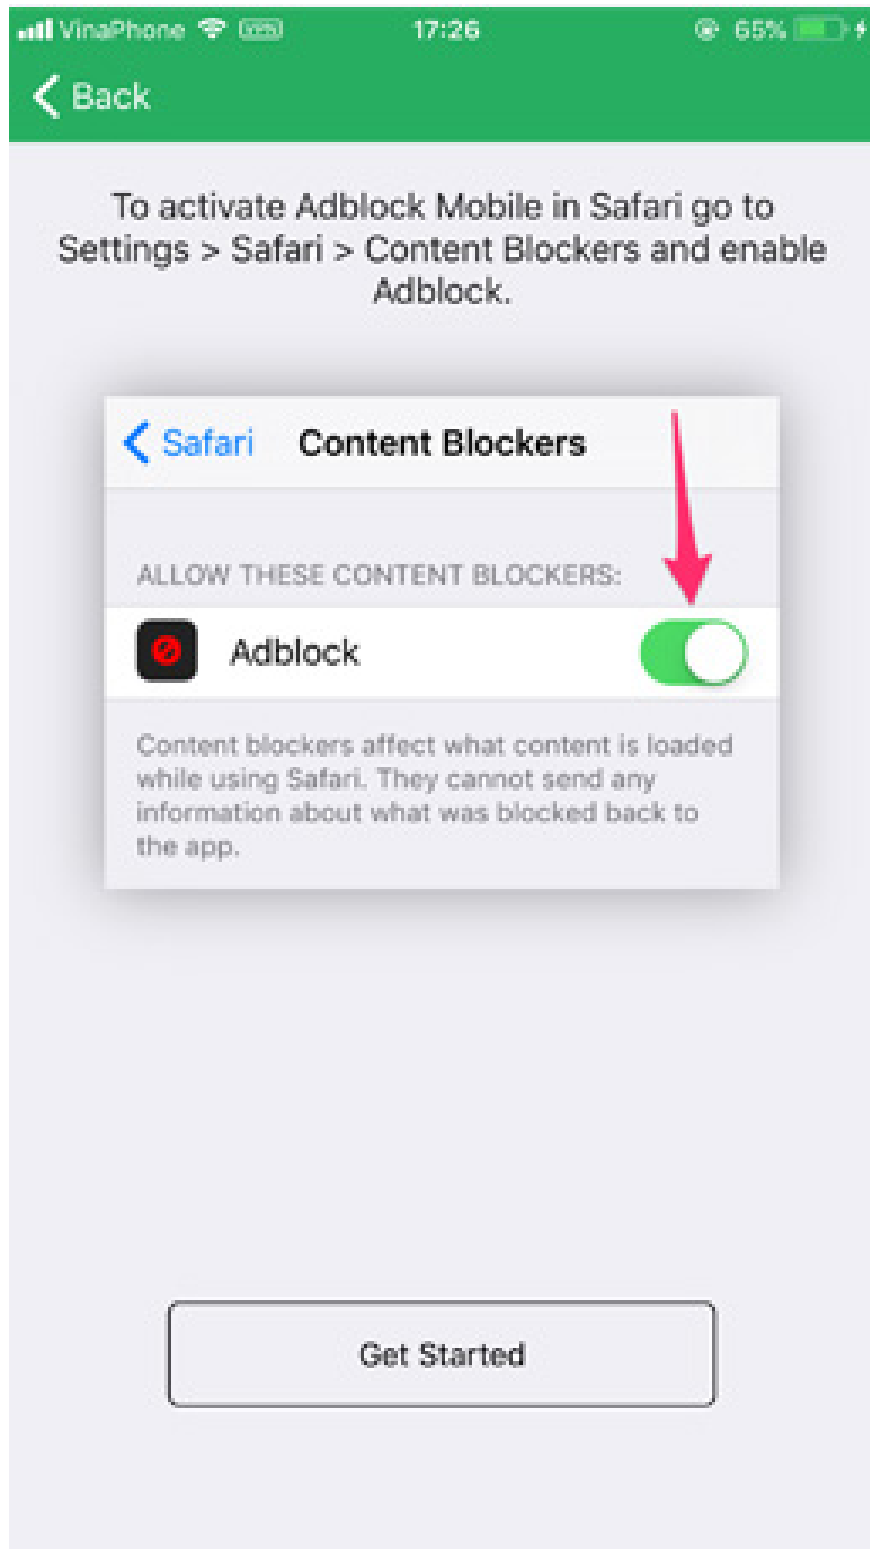 VinaPhone VPN 17:26 65%
Back
To activate Adblock Mobile in Safari go to
Settings > Safari > Content Blockers and enable
Adblock.
Safari Content Blockers
ALLOW THESE CONTENT BLOCKERS:
Adblock
Content blockers affect what content is loaded
while using Safari. They cannot send any
information about what was blocked back to
the app.
Get Started